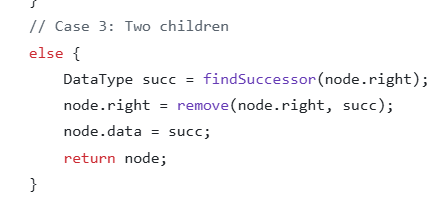 }
// Case 3: Two children
else {
    DataType succ = findSuccessor(node.right);
    node.right = remove(node.right, succ);
    node.data = succ;
    return node;
}